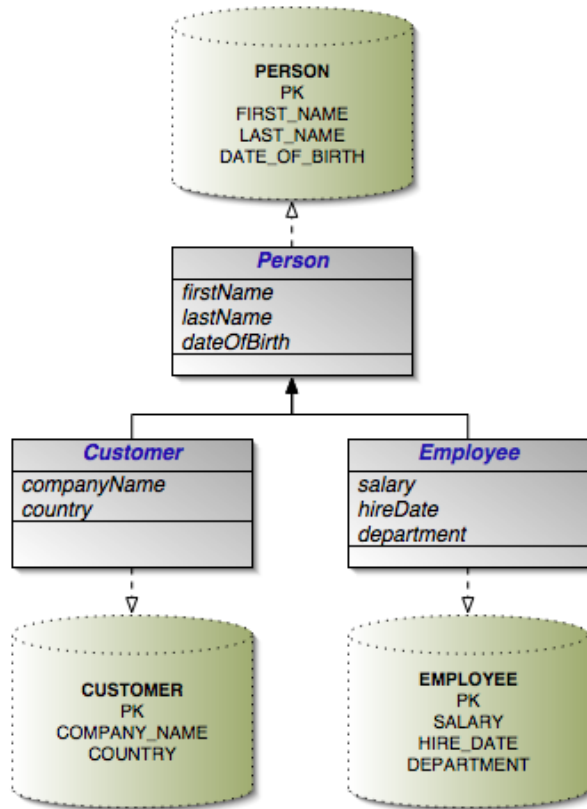 PERSON
PK
FIRST_NAME
LAST_NAME
DATE_OF_BIRTH
Person
firstName
lastName
dateOfBirth
Customer
companyName
country
Employee
salary
hireDate
department
CUSTOMER
PK
COMPANY_NAME
COUNTRY
EMPLOYEE
PK
SALARY
HIRE_DATE
DEPARTMENT